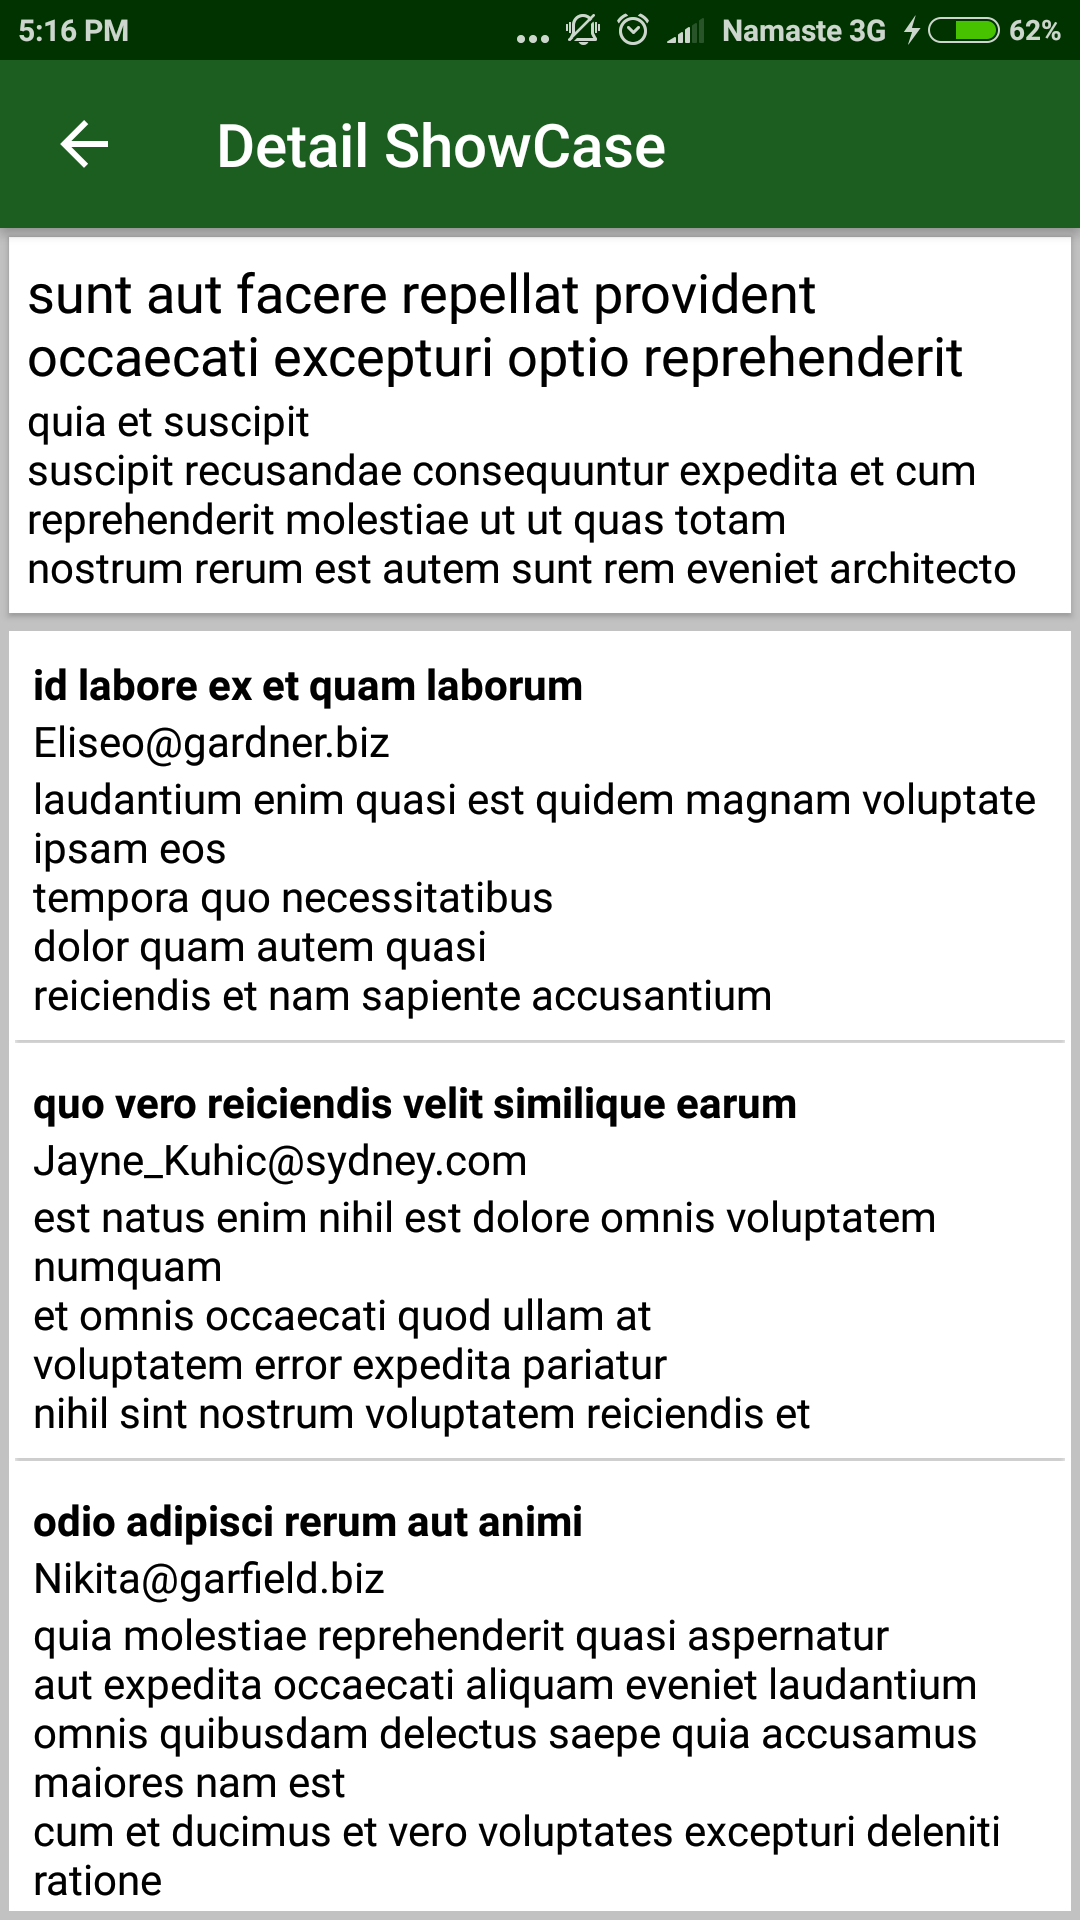 5:16 PM ... Namaste 3G 62%
Detail ShowCase
sunt aut facere repellat provident
occaecati excepturi optio reprehenderit
quia et suscipit
suscipit recusandae consequuntur expedita et cum
reprehenderit molestiae ut ut quas totam
nostrum rerum est autem sunt rem eveniet architecto
id labore ex et quam laborum
Eliseo@gardner.biz
laudantium enim quasi est quidem magnam voluptate
ipsam eos
tempora quo necessitatibus
dolor quam autem quasi
reiciendis et nam sapiente accusantium
quo vero reiciendis velit similique earum
Jayne_Kuhic@sydney.com
est natus enim nihil est dolore omnis voluptatem
numquam
et omnis occaecati quod ullam at
voluptatem error expedita pariatur
nihil sint nostrum voluptatem reiciendis et
odio adipisci rerum aut animi
Nikita@garfield.biz
quia molestiae reprehenderit quasi aspernatur
aut expedita occaecati aliquam eveniet laudantium
omnis quibusdam delectus saepe quia accusamus
maiores nam est
cum et ducimus et vero voluptates excepturi deleniti
ratione